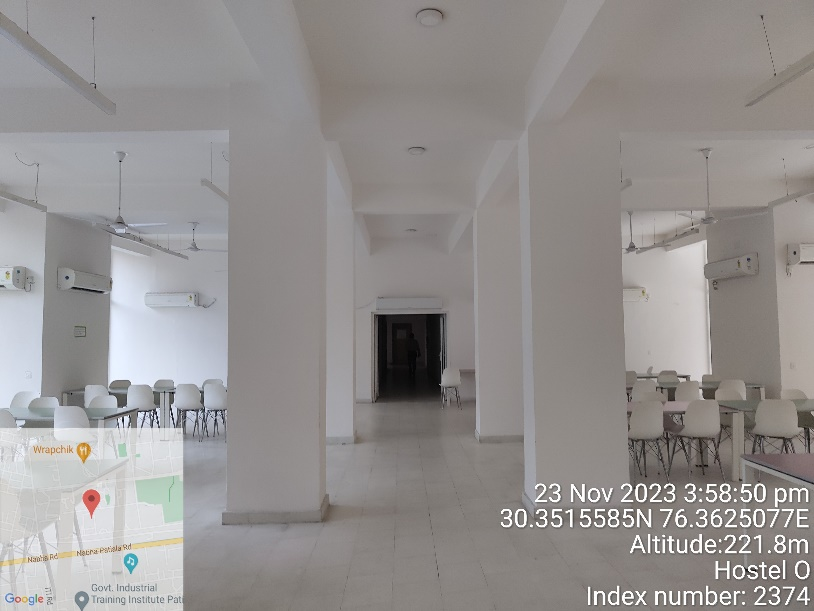 Wrapchik
Nabha Rd
Nabha Patiala Rd
Govt. Industrial
Training Institute Pati
Google
23 Nov 2023 3:58:50 pm
30.3515585N 76.3625077E
Altitude:221.8m
Hostel O
Index number: 2374